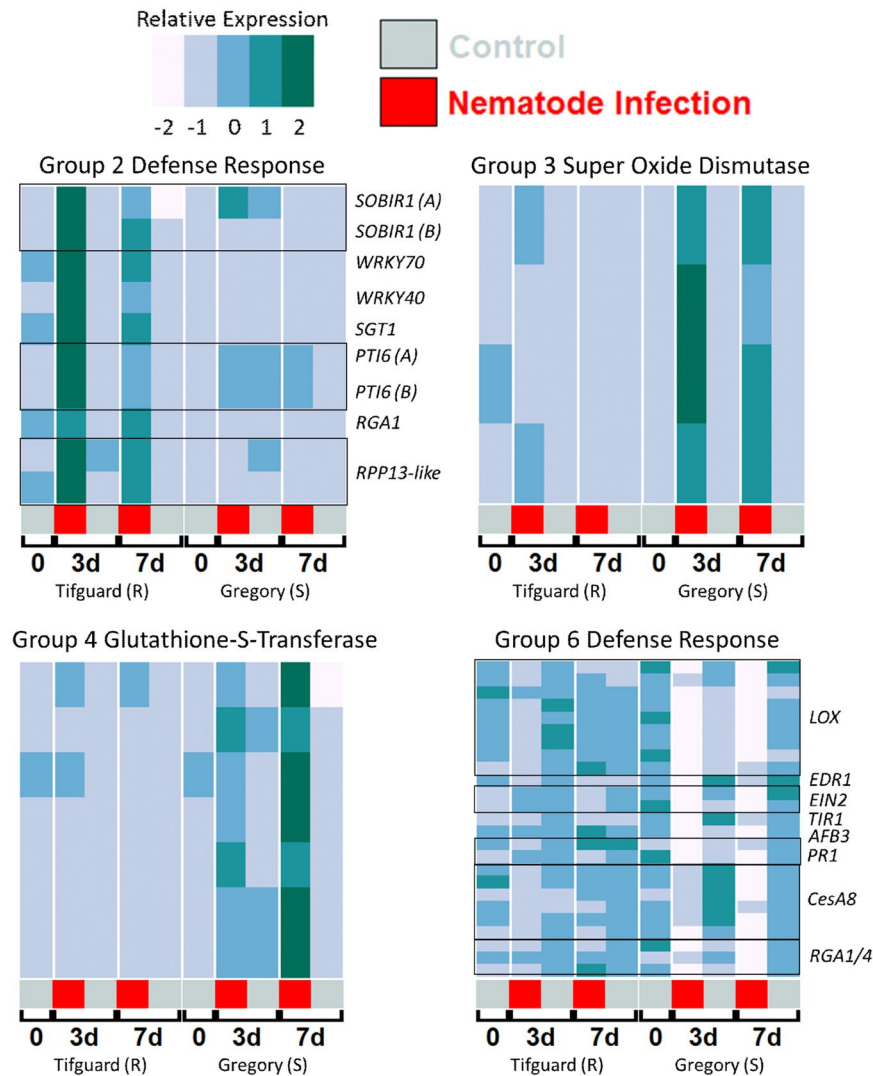 Relative Expression
-2 -1 0 1 2
Control
Nematode Infection
Group 2 Defense Response
SOBIR1 (A)
SOBIR1 (B)
WRKY70
WRKY40
SGT1
PTI6 (A)
PTI6 (B)
RGA1
RPP13-like
0 3d 7d 0 3d 7d
Tifguard (R) Gregory (S)
Group 3 Super Oxide Dismutase
0 3d 7d 0 3d 7d
Tifguard (R) Gregory (S)
Group 4 Glutathione-S-Transferase
0 3d 7d 0 3d 7d
Tifguard (R) Gregory (S)
Group 6 Defense Response
LOX
EDR1
EIN2
TIR1
AFB3
PR1
CesA8
RGA1/4
0 3d 7d 0 3d 7d
Tifguard (R) Gregory (S)